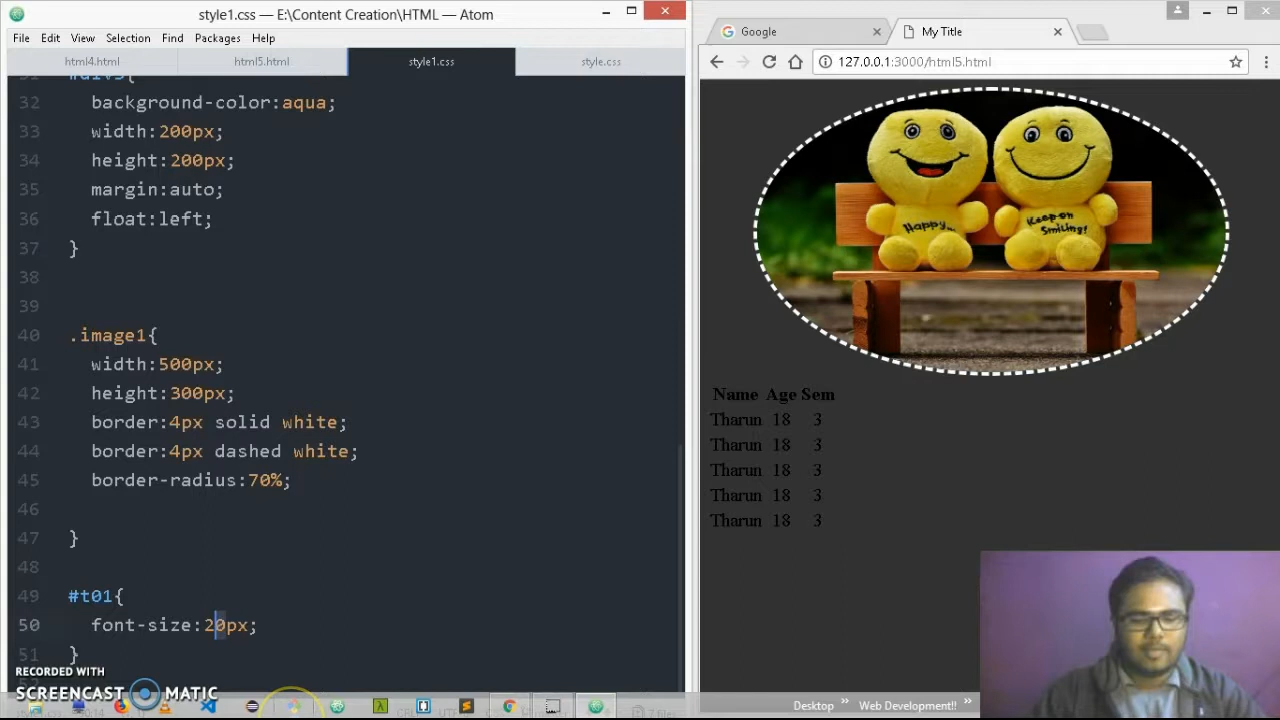 style1.css — E:\Content Creation\HTML — Atom
File Edit View Selection Find Packages Help
html4.html html5.html style1.css style.css
32 background-color:aqua;
33 width:200px;
34 height:200px;
35 margin:auto;
36 float:left;
37 }
38
39
40 .image1{
41 width:500px;
42 height:300px;
43 border:4px solid white;
44 border:4px dashed white;
45 border-radius:70%;
46
47 }
48
49 #t01{
50 font-size:20px;
51 }
RECORDED WITH
SCREENCAST MATIC
Google My Title
127.0.0.1:3000/html5.html
Happy..
Keep on
Smiling!
Name Age Sem
Tharun 18 3
Tharun 18 3
Tharun 18 3
Tharun 18 3
Tharun 18 3
Desktop » Web Development!! »